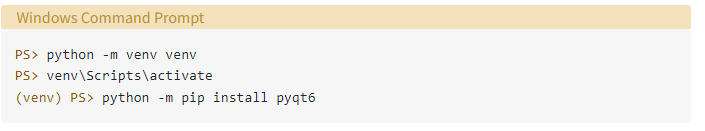 Windows Command Prompt
PS> python -m venv venv
PS> venv\Scripts\activate
(venv) PS> python -m pip install pyqt6